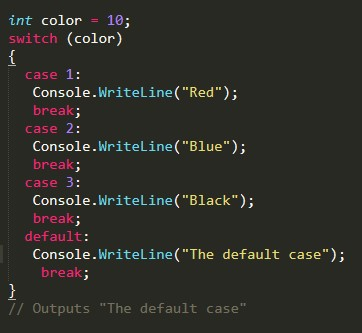 int color = 10;
switch (color)
{
  case 1:
   Console.WriteLine("Red");
   break;
  case 2:
   Console.WriteLine("Blue");
   break;
  case 3:
   Console.WriteLine("Black");
   break;
  default:
   Console.WriteLine("The default case");
    break;
}
// Outputs "The default case"